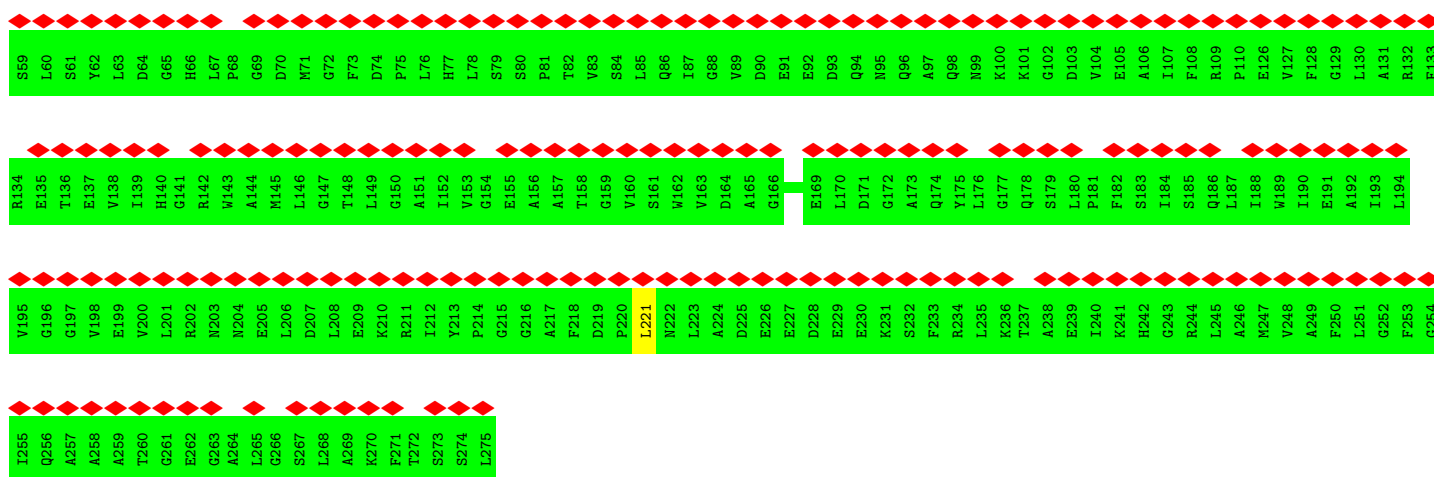 S59 L60 S61 Y62 L63 D64 G65 H66 L67 P68 G69 D70 M71 G72 F73 D74 P75 L76 H77 L78 S79 S80 P81 T82 V83 S84 L85 Q86 I87 G88 V89 D90 E91 E92 D93 Q94 N95 Q96 A97 Q98 N99 K100 K101 G102 D103 V104 E105 A106 I107 F108 R109 P110 E126 V127 F128 G129 L130 A131 R132 F133
R134 E135 T136 E137 V138 I139 H140 G141 R142 W143 A144 M145 L146 G147 T148 L149 G150 A151 I152 V153 G154 E155 A156 A157 T158 G159 V160 S161 W162 V163 D164 A165 G166 E169 L170 D171 G172 A173 Q174 Y175 L176 G177 Q178 S179 L180 P181 F182 S183 I184 S185 Q186 L187 I188 W189 I190 E191 A192 I193 L194
V195 G196 G197 V198 E199 V200 L201 R202 N203 N204 E205 L206 D207 L208 E209 K210 R211 I212 Y213 P214 G215 G216 A217 F218 D219 P220 L221 N222 L223 A224 D225 E226 E227 D228 E229 E230 K231 S232 F233 R234 L235 K236 T237 A238 E239 I240 K241 H242 G243 R244 L245 A246 M247 V248 A249 F250 L251 G252 F253 G254
I255 Q256 A257 A258 A259 T260 G261 E262 G263 A264 L265 G266 S267 L268 A269 K270 F271 T272 S273 S274 L275